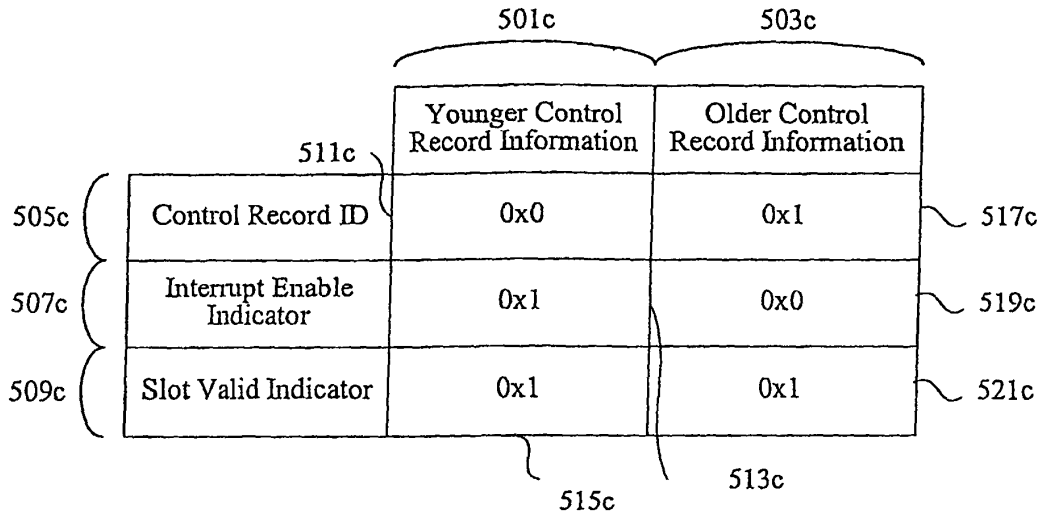 501c 503c
Younger Control Older Control
Record Information Record Information
511c
505c Control Record ID 0x0 0x1 517c
Interrupt Enable
507c 0x1 0x0 519c
Indicator
509c Slot Valid Indicator 0x1 0x1 521c
513c
515c